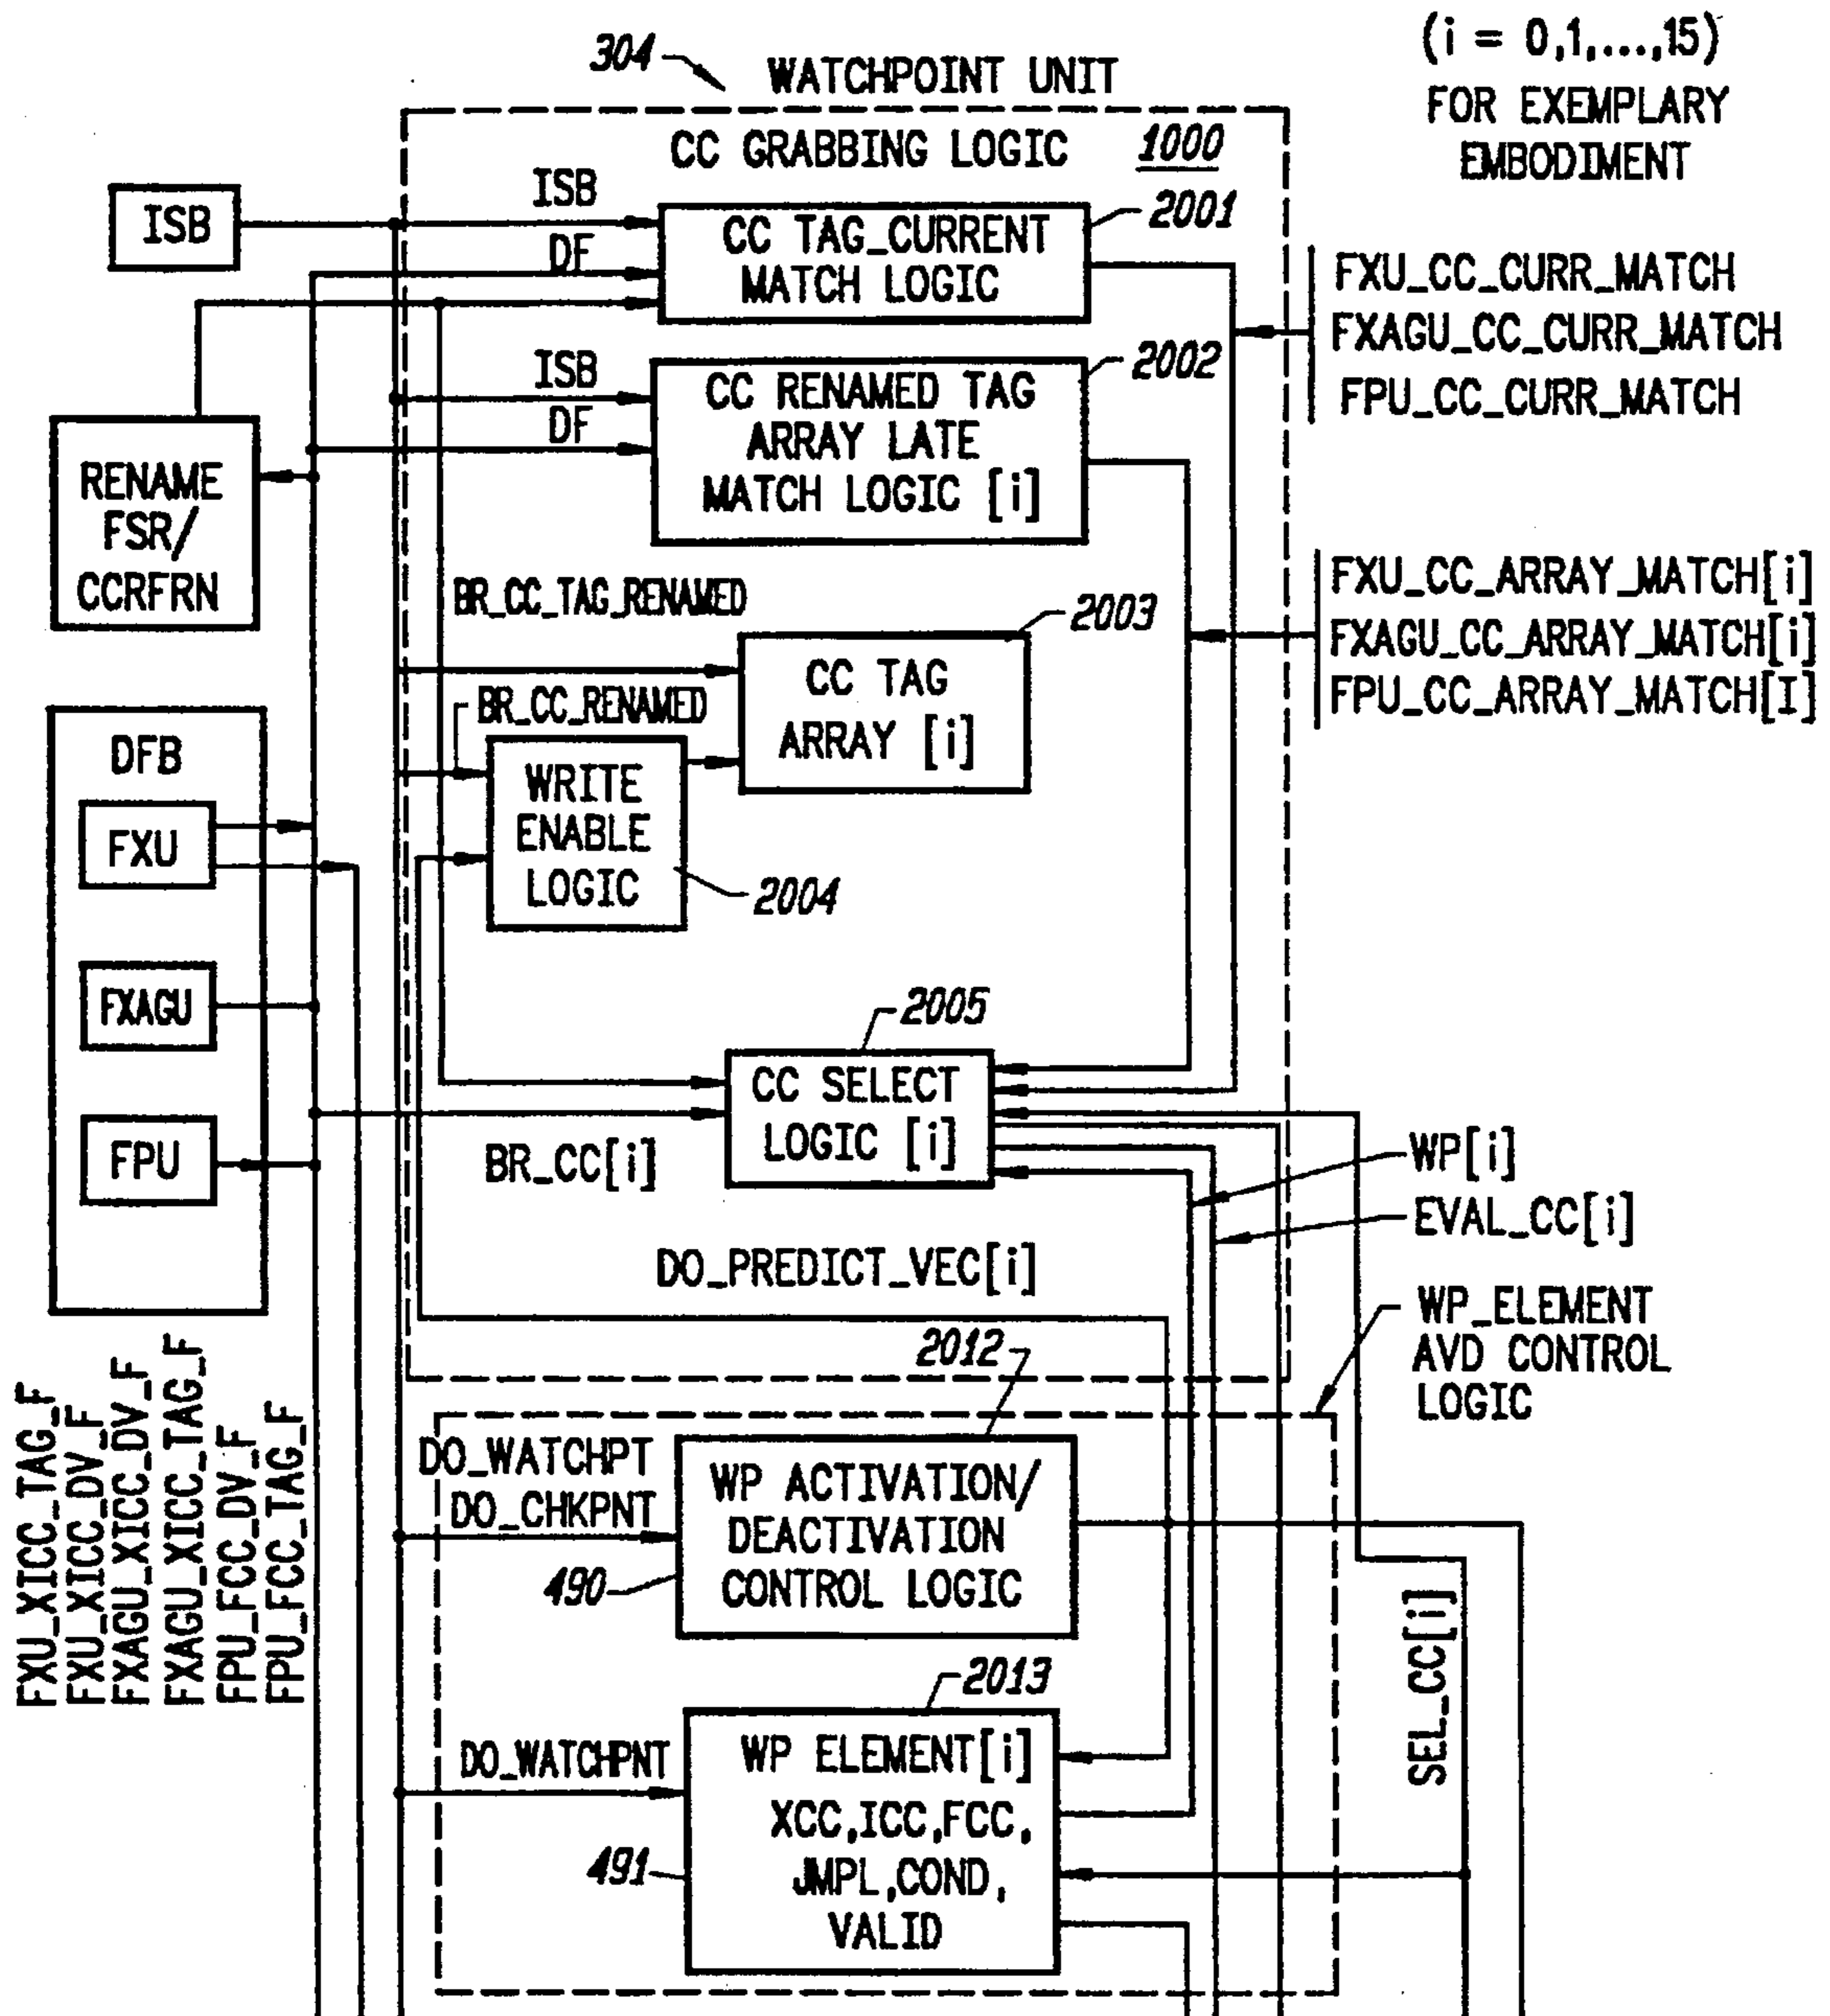 304
WATCHPOINT UNIT
(i = 0,1,...,15)
FOR EXEMPLARY
EMBODIMENT
CC GRABBING LOGIC 1000
ISB
ISB
DF
CC TAG_CURRENT
MATCH LOGIC
2001
FXU_CC_CURR_MATCH
FXAGU_CC_CURR_MATCH
FPU_CC_CURR_MATCH
ISB
DF
CC RENAMED TAG
ARRAY LATE
MATCH LOGIC [i]
2002
RENAME
FSR/
CCRFRN
FXU_CC_ARRAY_MATCH[i]
FXAGU_CC_ARRAY_MATCH[i]
FPU_CC_ARRAY_MATCH[I]
BR_CC_TAG_RENAMED
2003
CC TAG
ARRAY [i]
BR_CC_RENAMED
WRITE
ENABLE
LOGIC
2004
DFB
FXU
FXAGU
FPU
2005
CC SELECT
LOGIC [i]
BR_CC[i]
WP[i]
EVAL_CC[i]
DO_PREDICT_VEC[i]
WP_ELEMENT
AVD CONTROL
LOGIC
2012
FXU_XICC_TAG_F
FXU_XICC_DV_F
FXAGU_XICC_DV_F
FXAGU_XICC_TAG_F
FPU_FCC_DV_F
FPU_FCC_TAG_F
DO_WATCHPT
DO_CHKPNT
WP ACTIVATION/
DEACTIVATION
CONTROL LOGIC
490
SEL_CC[i]
2013
DO_WATCHPNT
WP ELEMENT[i]
XCC,ICC,FCC,
JMPL,COND,
VALID
491